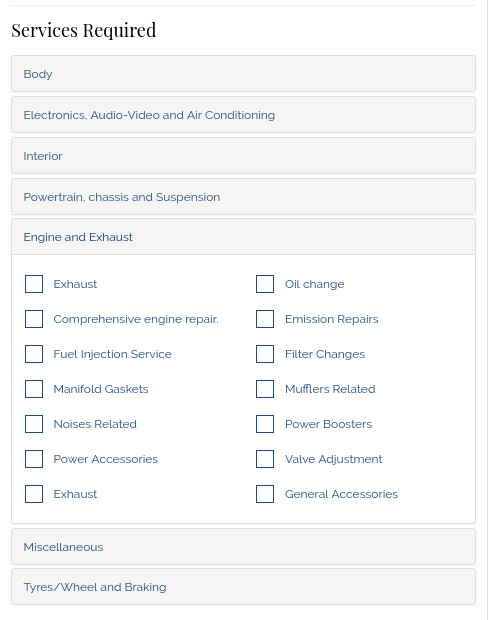 Services Required
Body
Electronics, Audio-Video and Air Conditioning
Interior
Powertrain, chassis and Suspension
Engine and Exhaust
Exhaust
Oil change
Comprehensive engine repair.
Emission Repairs
Fuel Injection Service
Filter Changes
Manifold Gaskets
Mufflers Related
Noises Related
Power Boosters
Power Accessories
Valve Adjustment
Exhaust
General Accessories
Miscellaneous
Tyres/Wheel and Braking